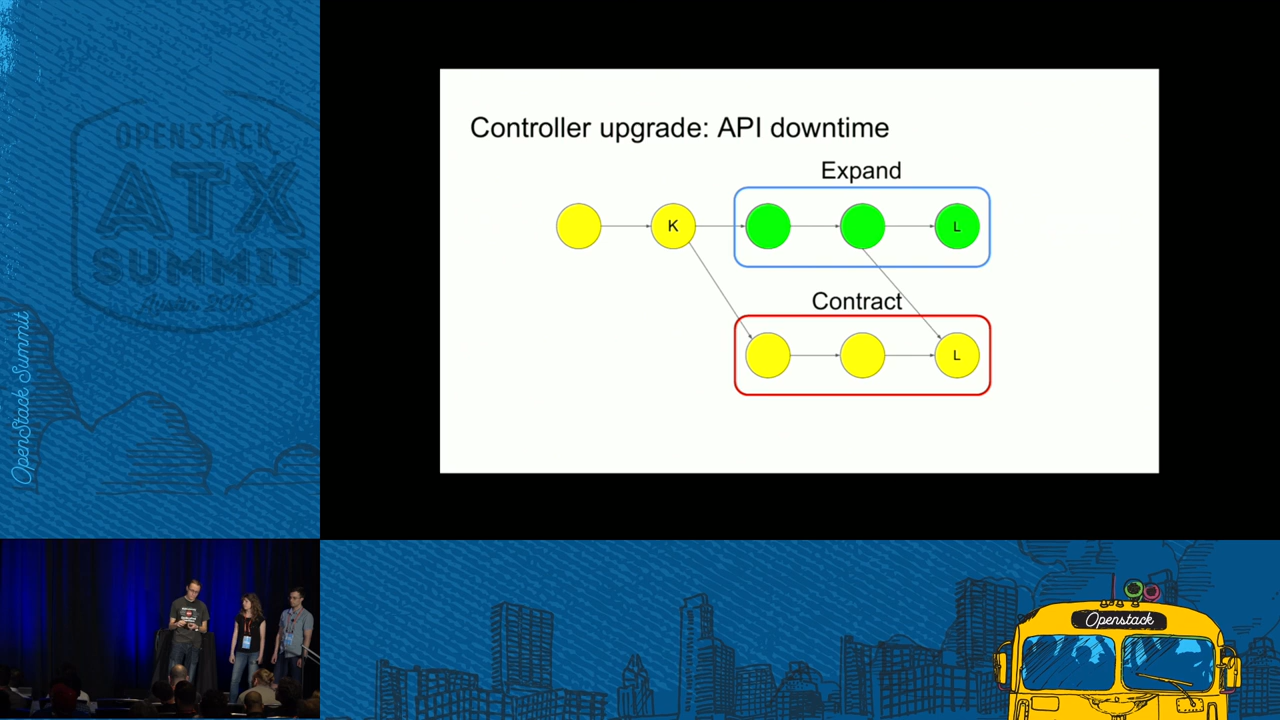 OPENSTACK
ATX
SUMMIT
Austin 2016
OpenStack Summit
Controller upgrade: API downtime
Expand
K
L
Contract
L
Openstack